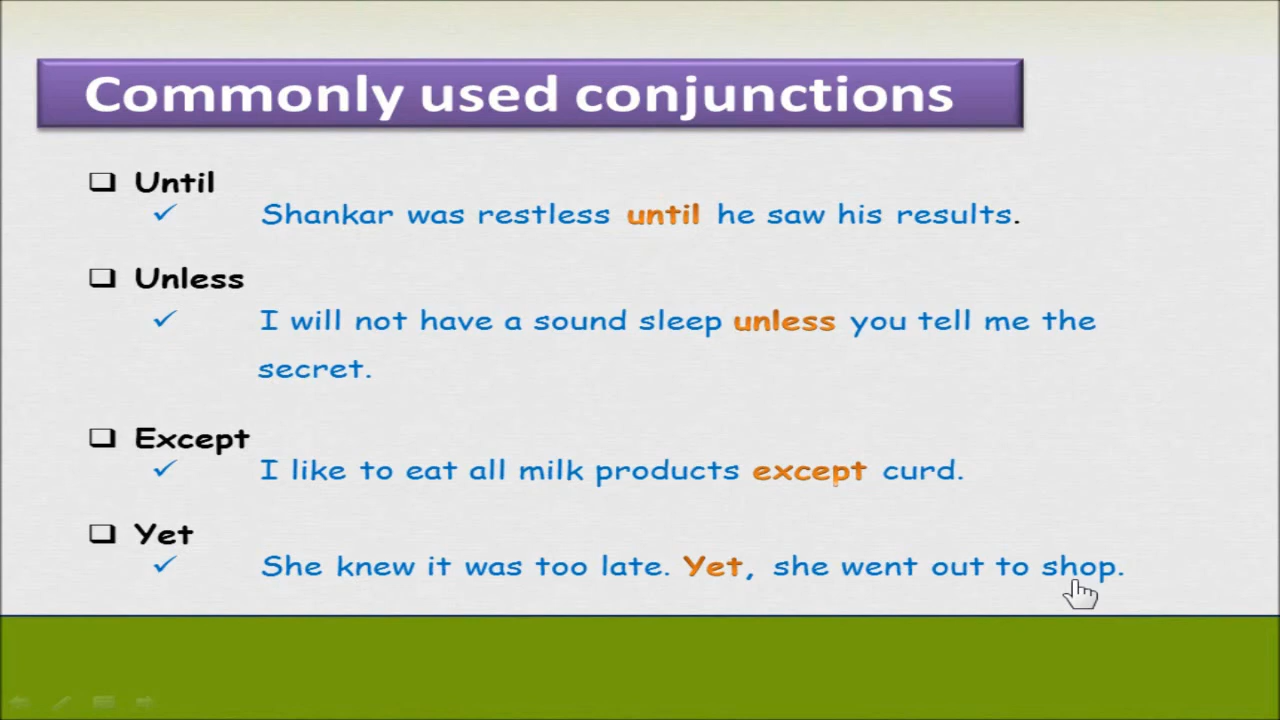 Commonly used conjunctions
Until
Shankar was restless until he saw his results.
Unless
I will not have a sound sleep unless you tell me the
secret.
Except
I like to eat all milk products except curd.
Yet
She knew it was too late. Yet, she went out to shop.